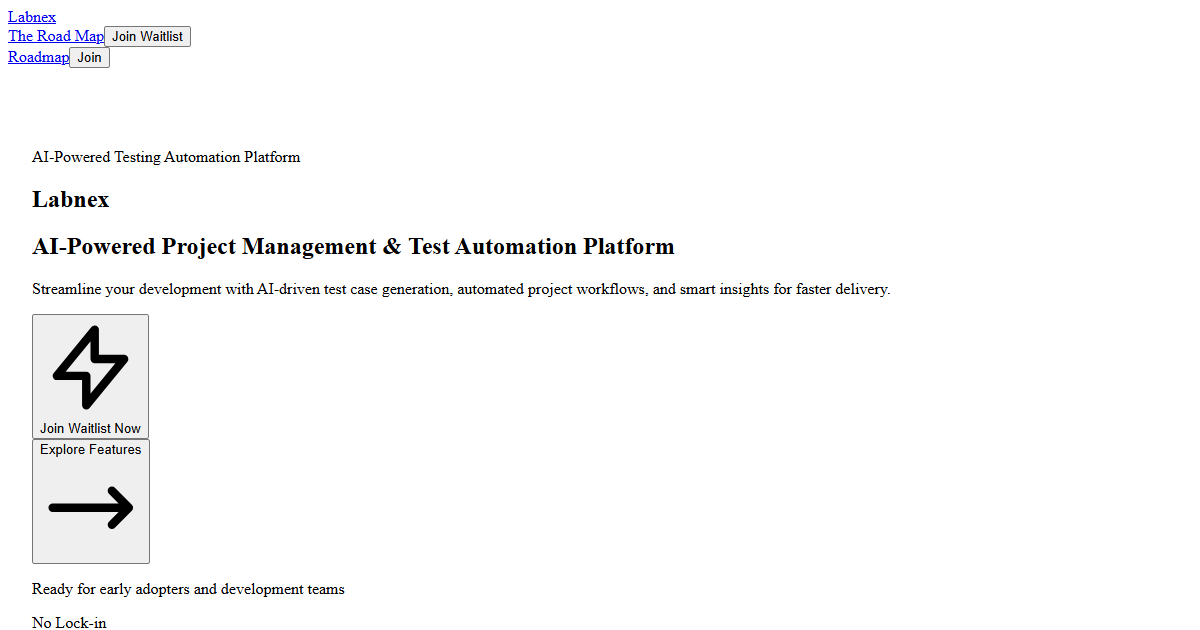 Labnex
The Road Map Join Waitlist
Roadmap Join
AI-Powered Testing Automation Platform
Labnex
AI-Powered Project Management & Test Automation Platform
Streamline your development with AI-driven test case generation, automated project workflows, and smart insights for faster delivery.
Join Waitlist Now
Explore Features
Ready for early adopters and development teams
No Lock-in